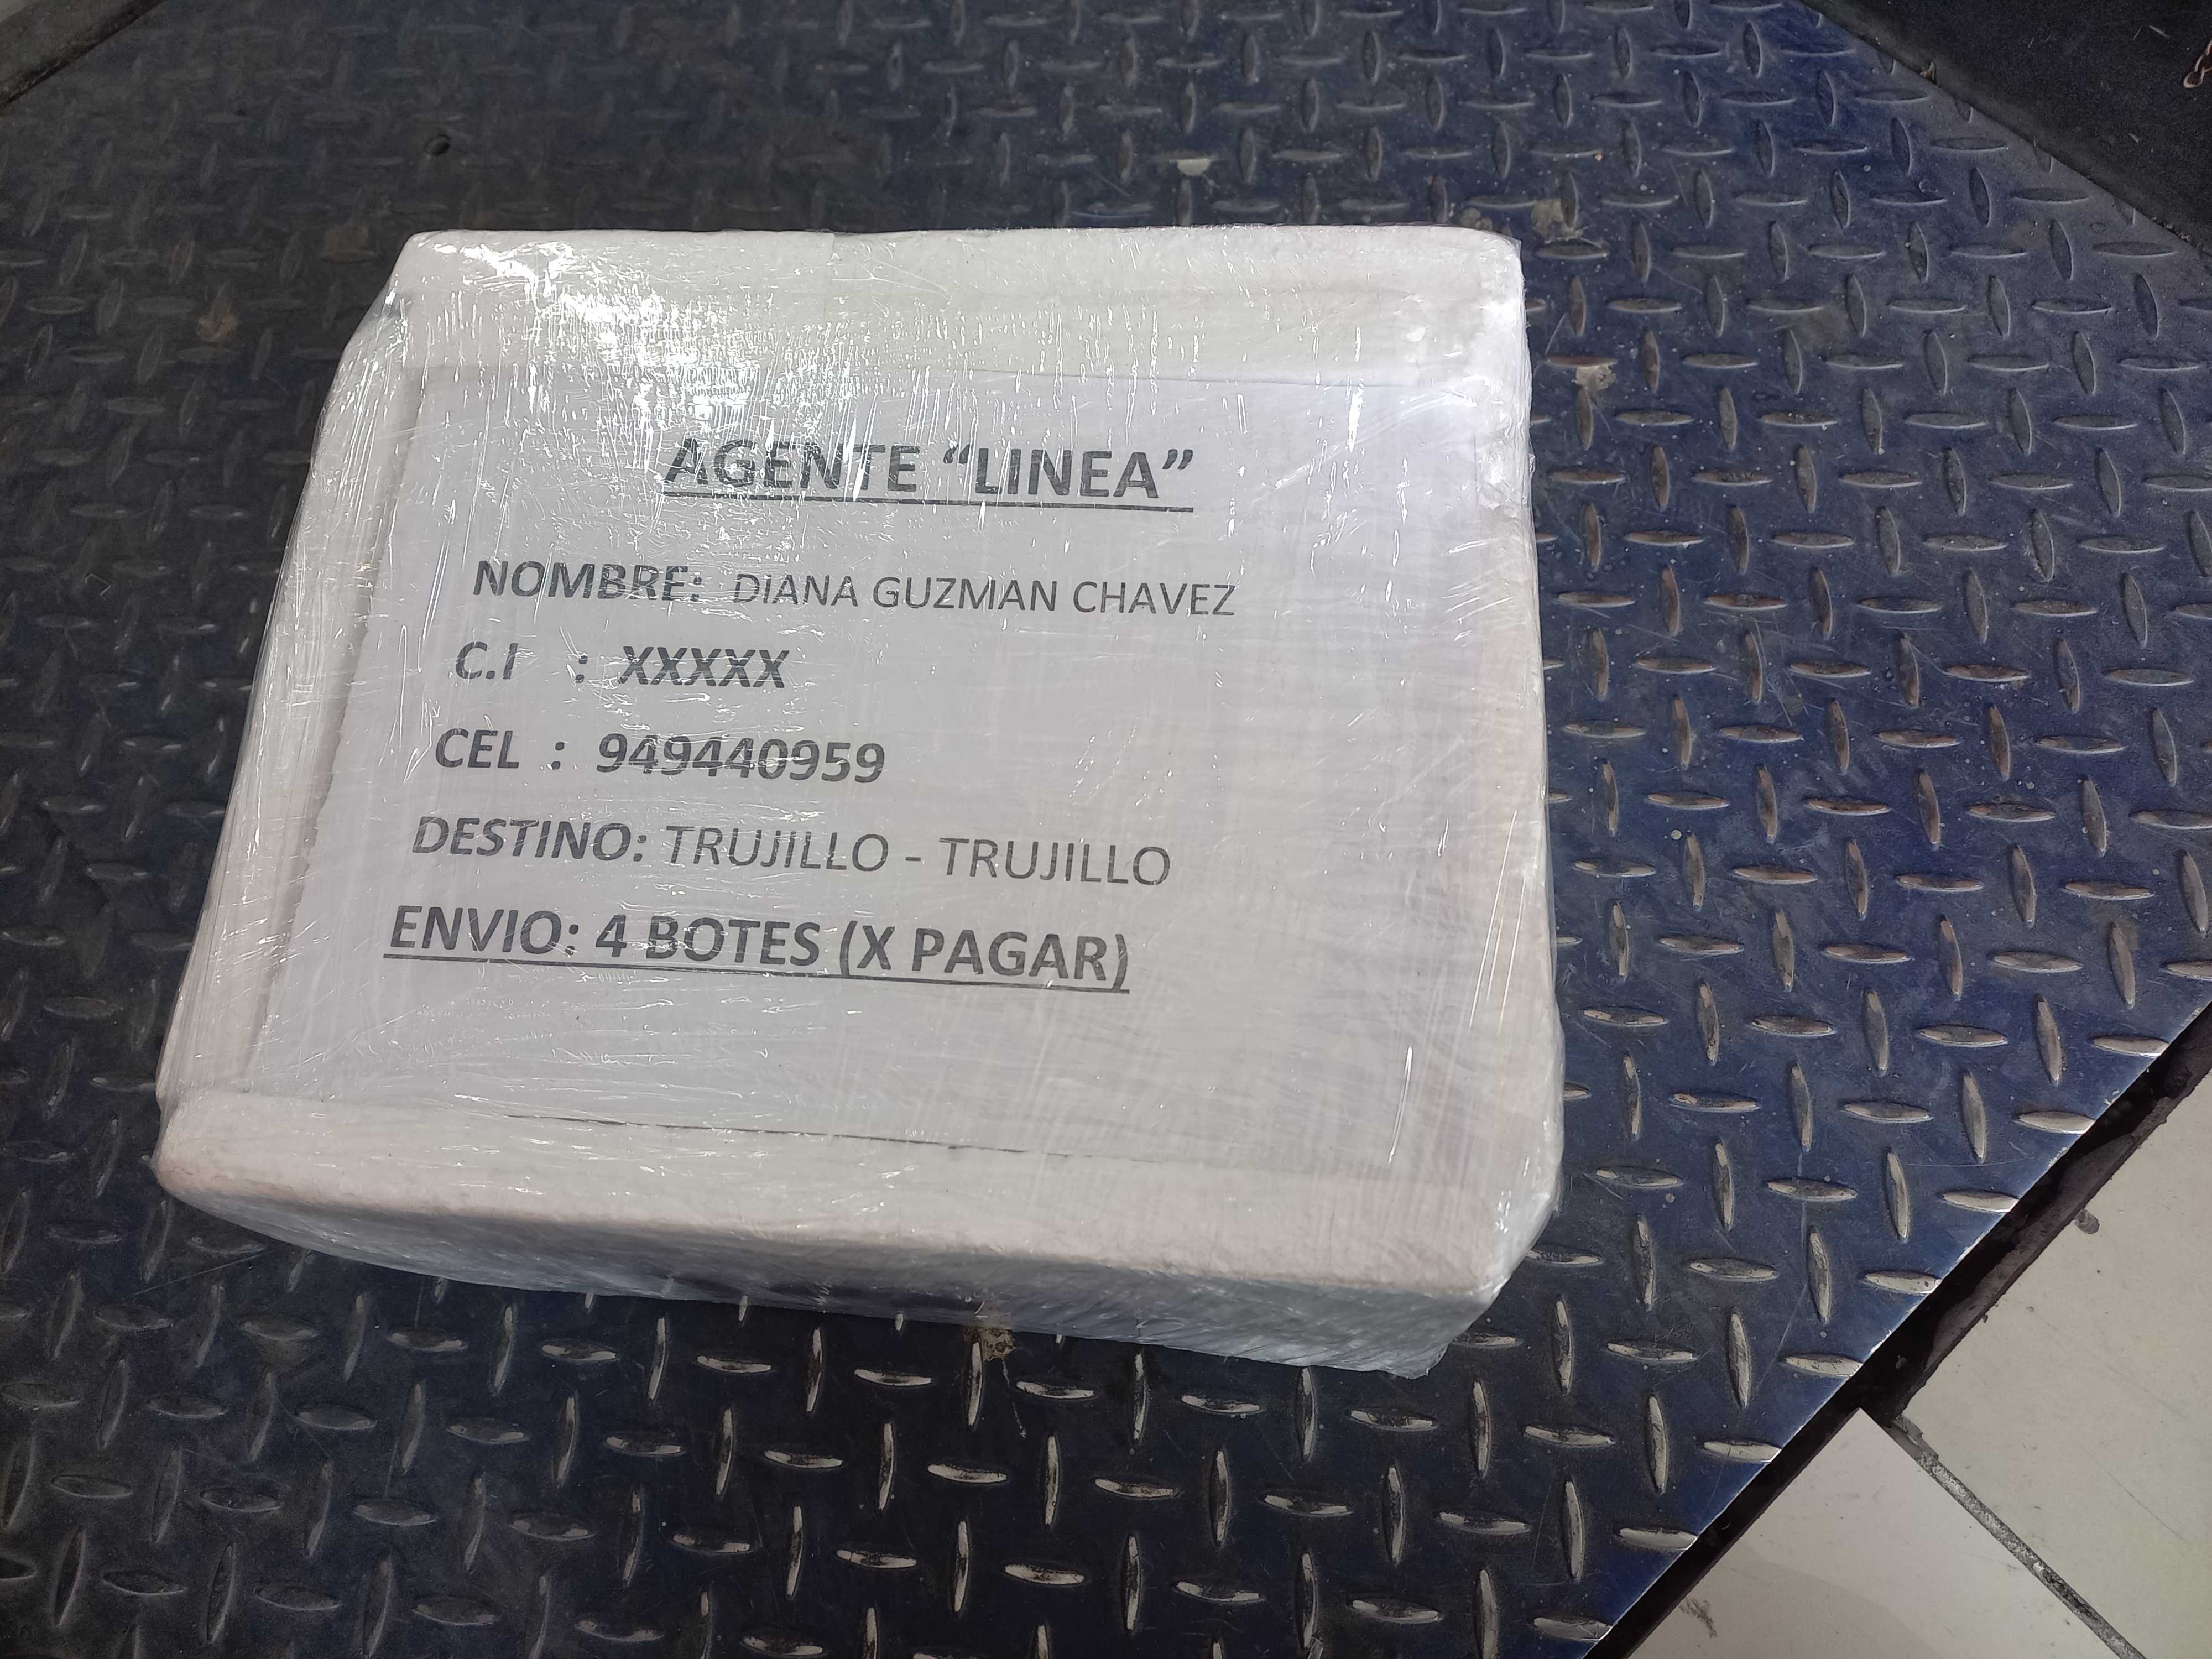 AGENTE “LINEA”
NOMBRE: DIANA GUZMAN CHAVEZ
C.I : XXXXX
CEL : 949440959
DESTINO: TRUJILLO - TRUJILLO
ENVIO: 4 BOTES (X PAGAR)